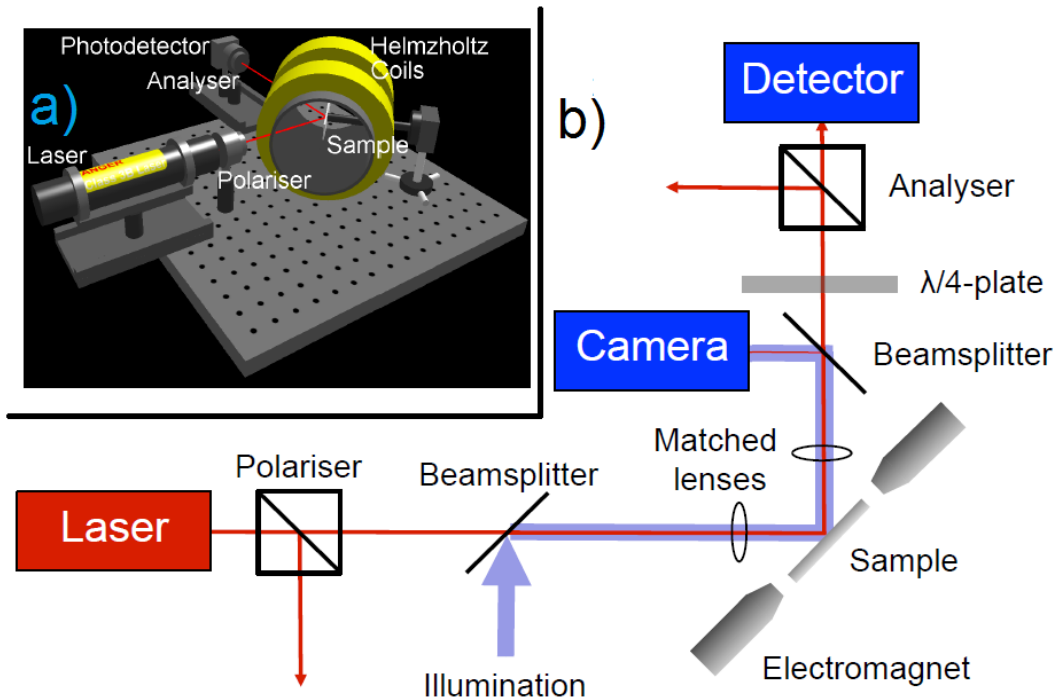 a)
Photodetector
Analyser
Helmzholtz
Coils
Laser
Polariser
Sample
b)
Detector
Analyser
λ/4-plate
Camera
Beamsplitter
Matched
lenses
Polariser
Beamsplitter
Laser
Sample
Electromagnet
Illumination